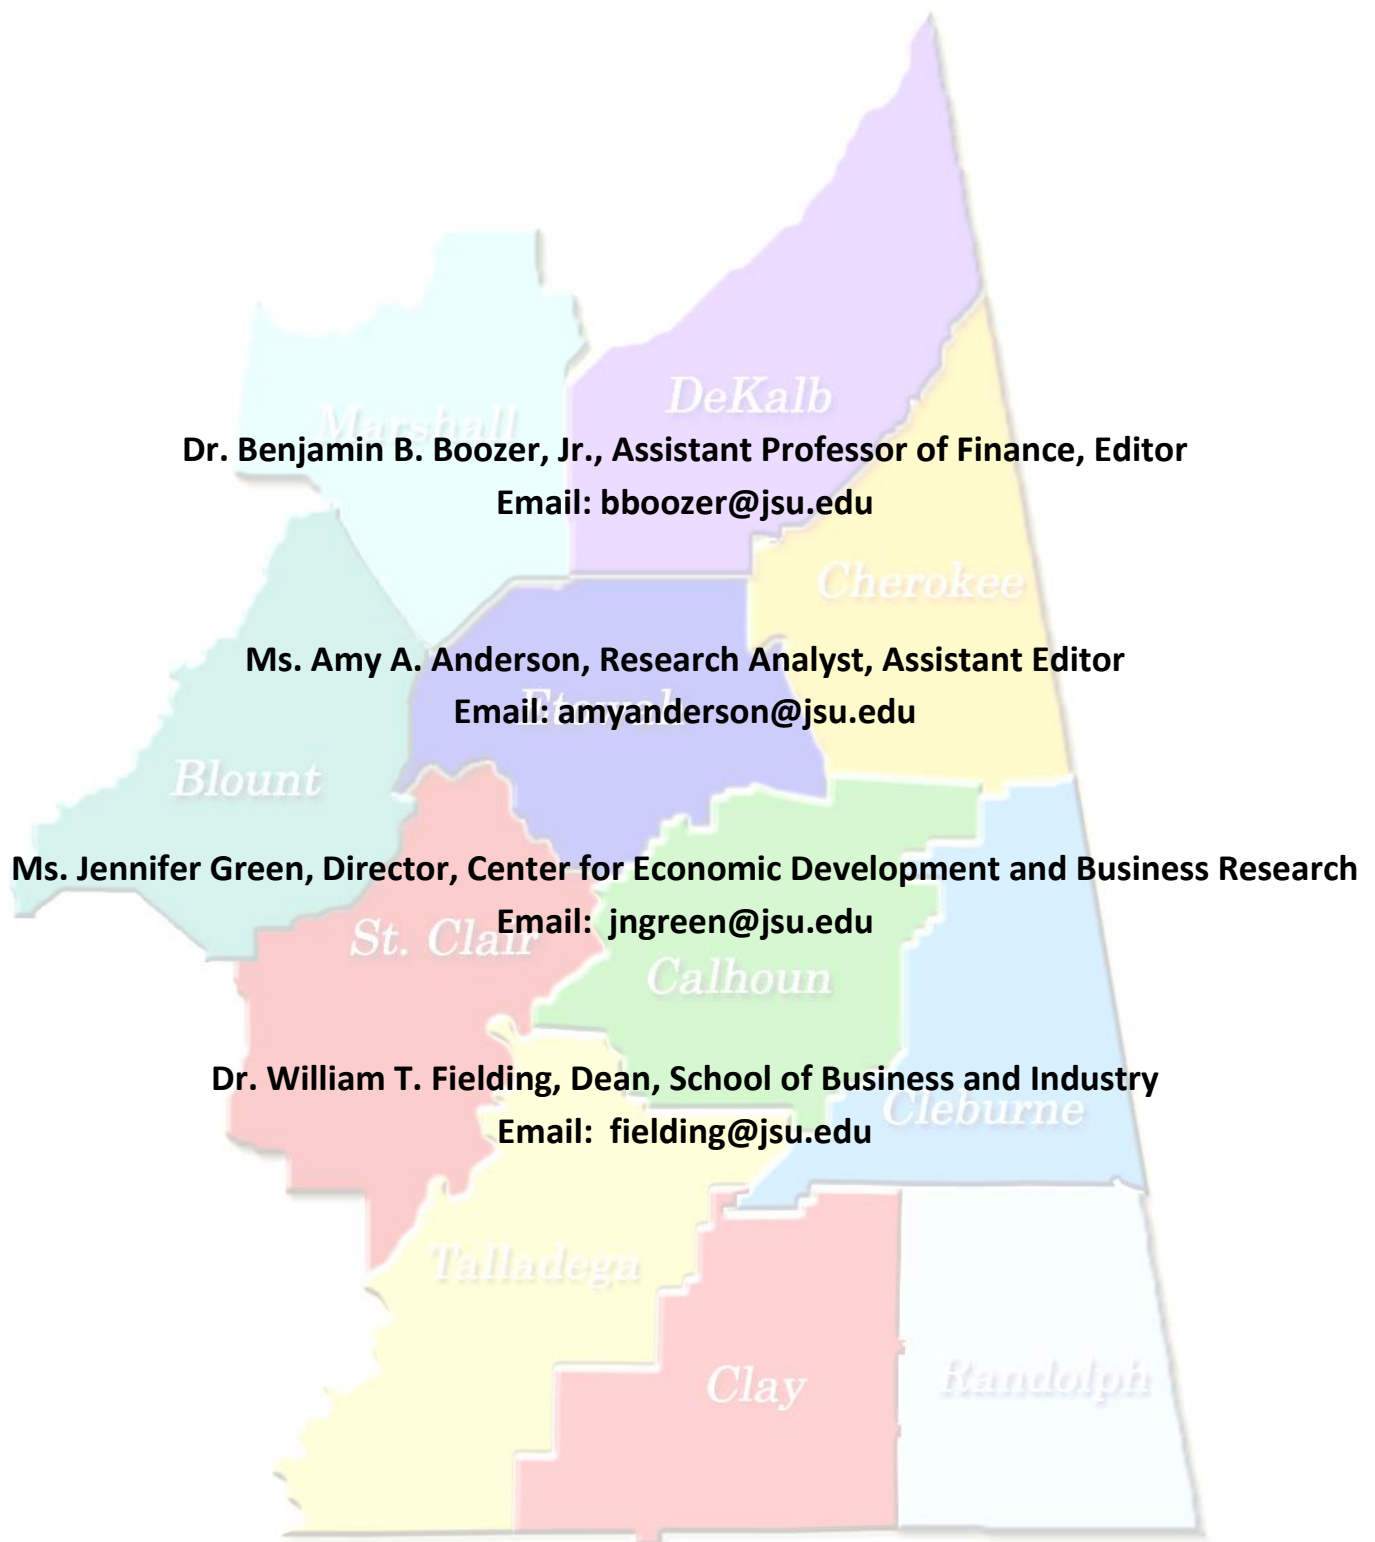 DeKalb
Marshall
Dr. Benjamin B. Boozer, Jr., Assistant Professor of Finance, Editor
Email: bboozer@jsu.edu
Cherokee
Ms. Amy A. Anderson, Research Analyst, Assistant Editor
Etowah
Email: amyanderson@jsu.edu
Blount
Ms. Jennifer Green, Director, Center for Economic Development and Business Research
Email: jngreen@jsu.edu
St. Clair
Calhoun
Dr. William T. Fielding, Dean, School of Business and Industry
Cleburne
Email: fielding@jsu.edu
Talladega
Clay
Randolph